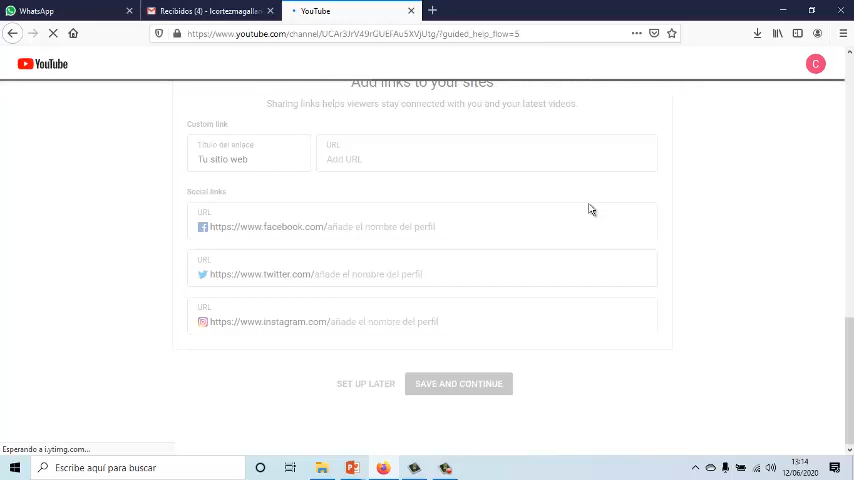 WhatsApp
Recibidos (4) - lcortezmagallan
YouTube
https://www.youtube.com/channel/UCAr3JrV49rGUEFAu5XVjUtg/?guided_help_flow=5
YouTube
C
Add links to your sites
Sharing links helps viewers stay connected with you and your latest videos.
Custom link
Título del enlace
Tu sitio web
URL
Add URL
Social links
URL
https://www.facebook.com/añade el nombre del perfil
URL
https://www.twitter.com/añade el nombre del perfil
URL
https://www.instagram.com/añade el nombre del perfil
SET UP LATER
SAVE AND CONTINUE
Esperando a i.ytimg.com...
Escribe aquí para buscar
13:14
12/06/2020